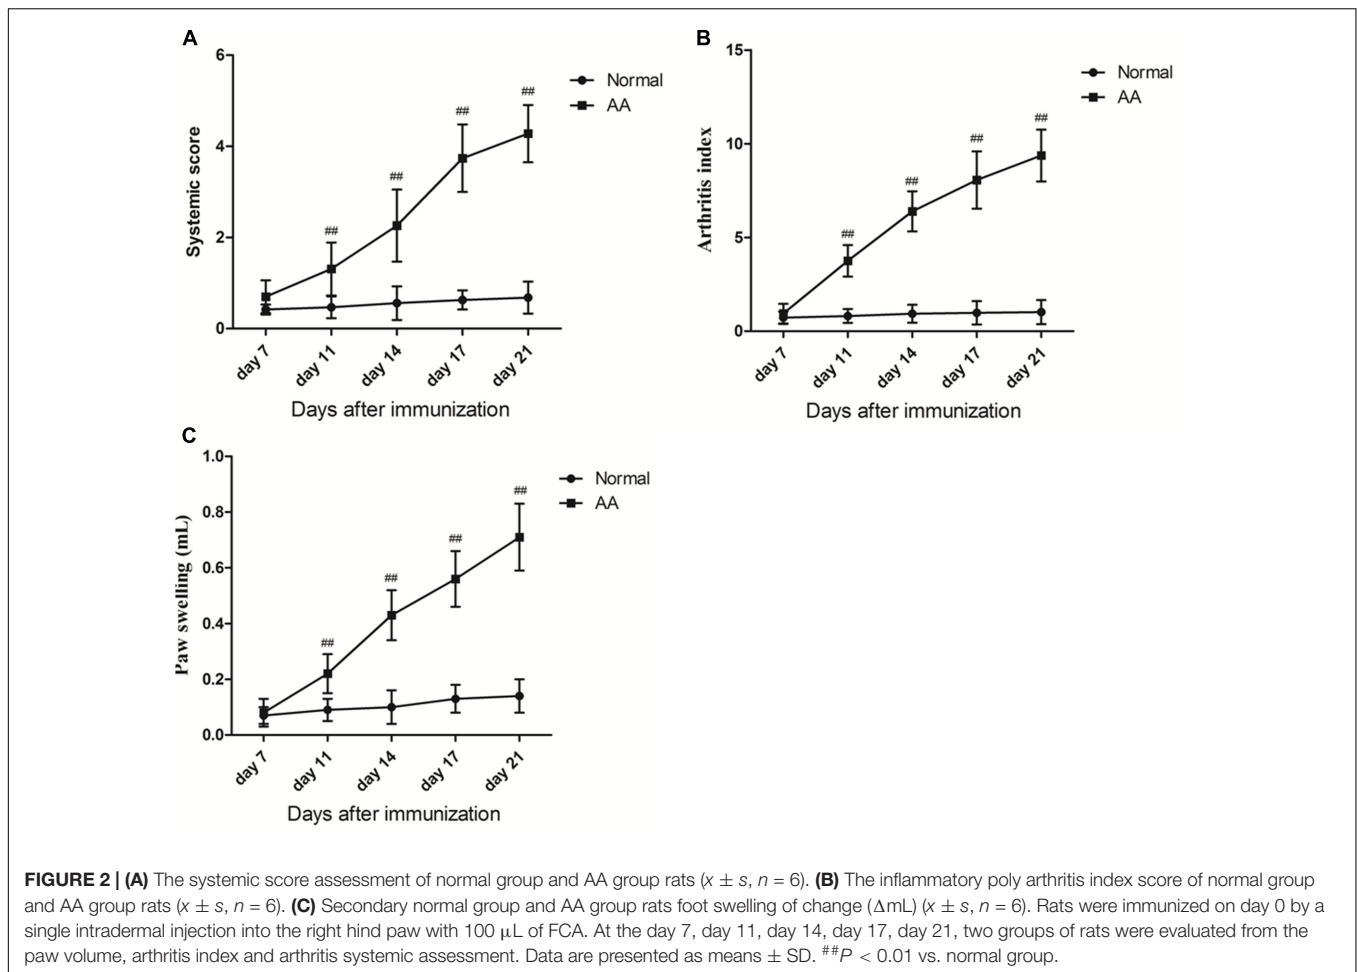 A
6
4
2
0
Systemic score
Normal
AA
##
##
##
##
day 7
day 11
day 14
day 17
day 21
Days after immunization
B
15
10
5
0
Arthritis index
Normal
AA
##
##
##
##
day 7
day 11
day 14
day 17
day 21
Days after immunization
C
1.0
0.8
0.6
0.4
0.2
0.0
Paw swelling (mL)
Normal
AA
##
##
##
##
day 7
day 11
day 14
day 17
day 21
Days after immunization
FIGURE 2 | (A) The systemic score assessment of normal group and AA group rats (x ± s, n = 6). (B) The inflammatory poly arthritis index score of normal group
and AA group rats (x ± s, n = 6). (C) Secondary normal group and AA group rats foot swelling of change (ΔmL) (x ± s, n = 6). Rats were immunized on day 0 by a
single intradermal injection into the right hind paw with 100 μL of FCA. At the day 7, day 11, day 14, day 17, day 21, two groups of rats were evaluated from the
paw volume, arthritis index and arthritis systemic assessment. Data are presented as means ± SD. ##P < 0.01 vs. normal group.